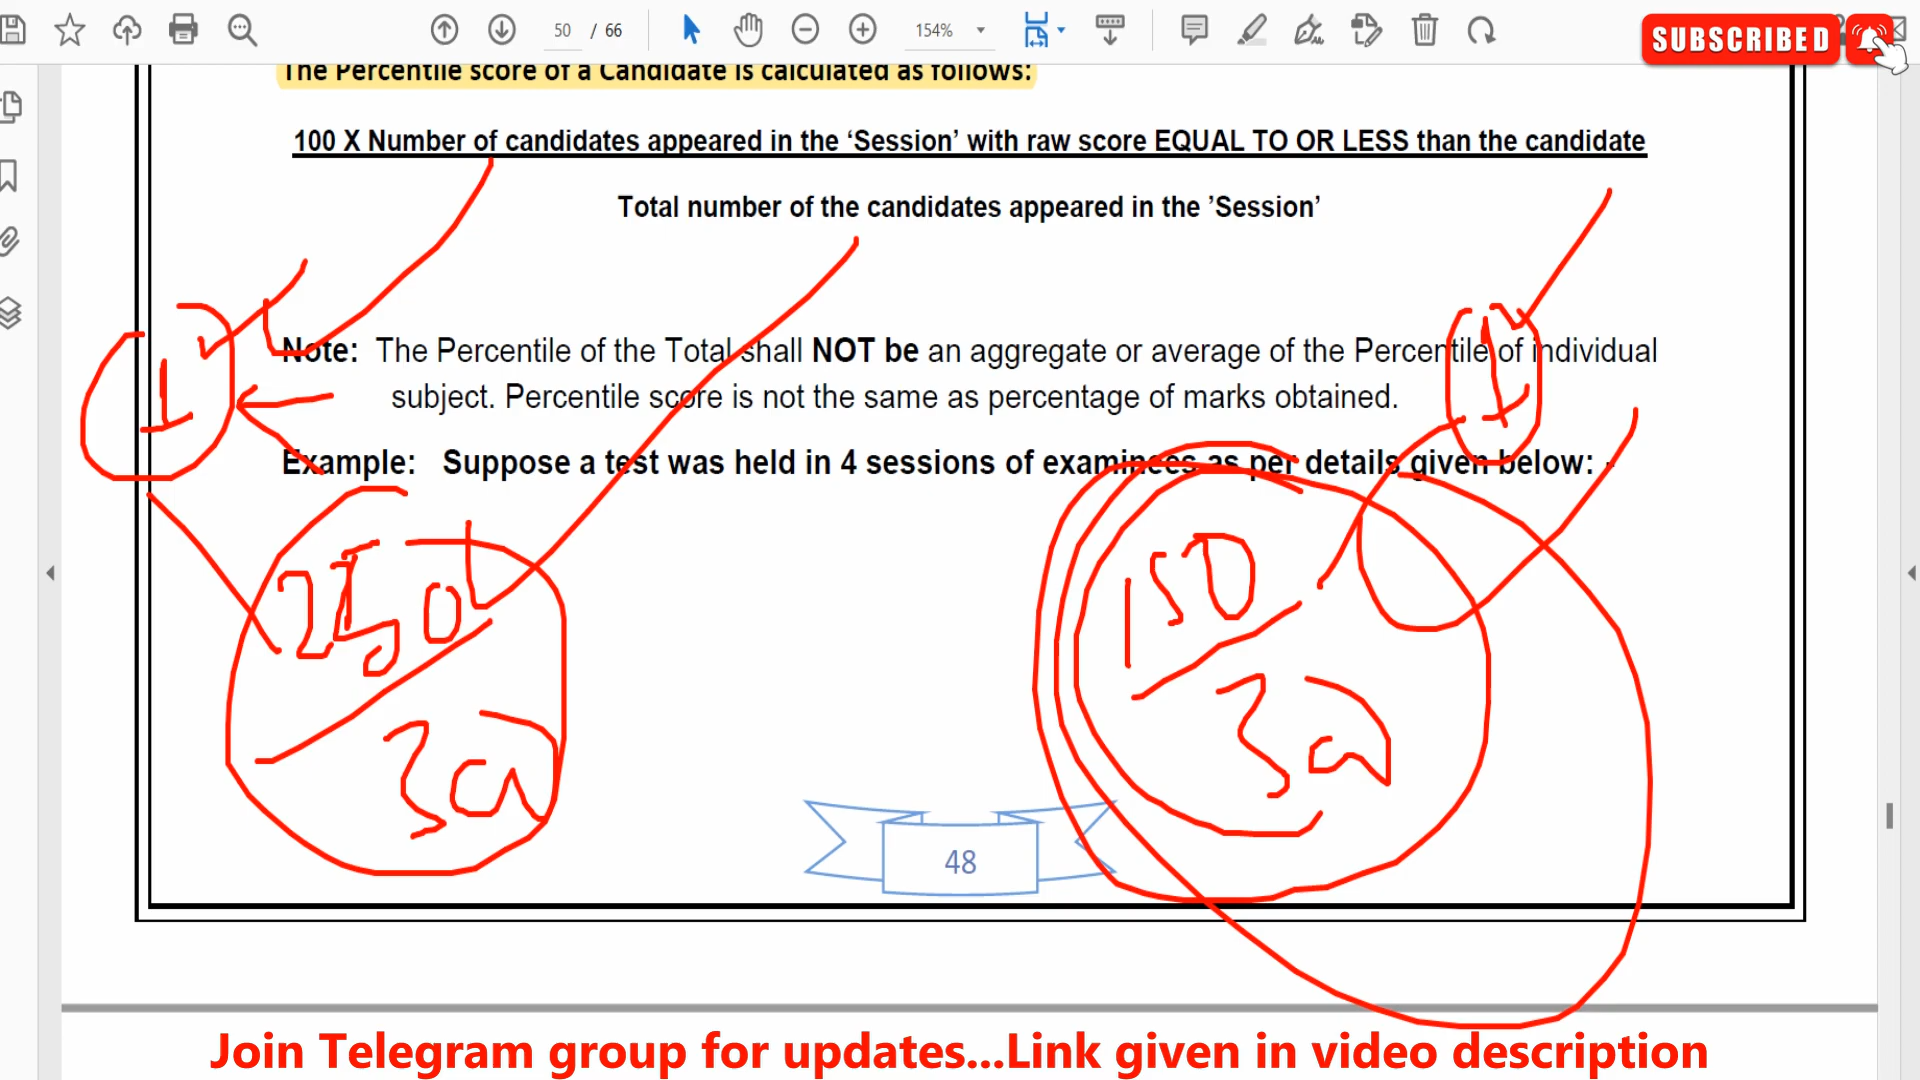 50 / 66
154%
SUBSCRIBED
The Percentile score of a Candidate is calculated as follows:
100 X Number of candidates appeared in the ‘Session’ with raw score EQUAL TO OR LESS than the candidate
Total number of the candidates appeared in the ’Session’
1
1
Note: The Percentile of the Total shall NOT be an aggregate or average of the Percentile of individual
subject. Percentile score is not the same as percentage of marks obtained.
Example: Suppose a test was held in 4 sessions of examinees as per details given below: -
150
300
48
Join Telegram group for updates...Link given in video description